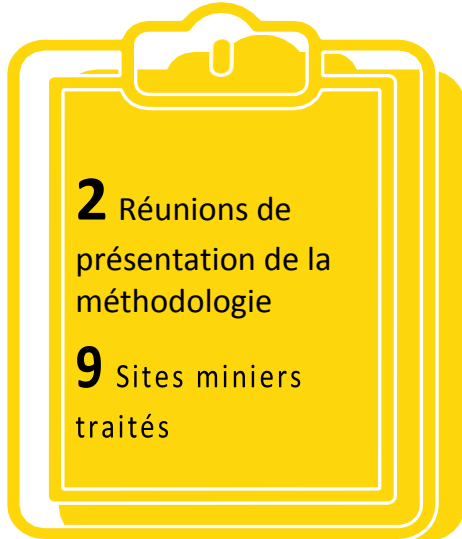 2 Réunions de
présentation de la
méthodologie
9 Sites miniers
traités